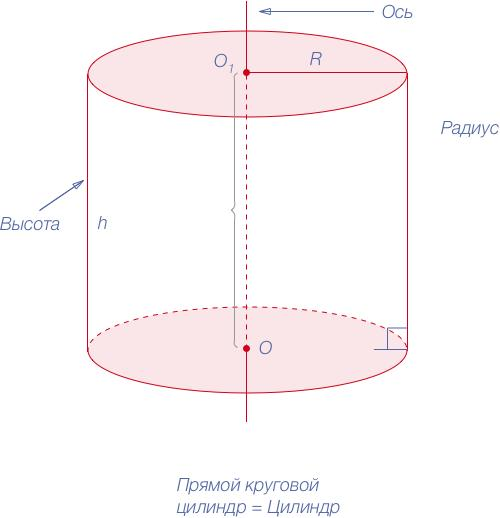 Ось
O1
R
Радиус
Высота
h
O
Прямой круговой
цилиндр = Цилиндр